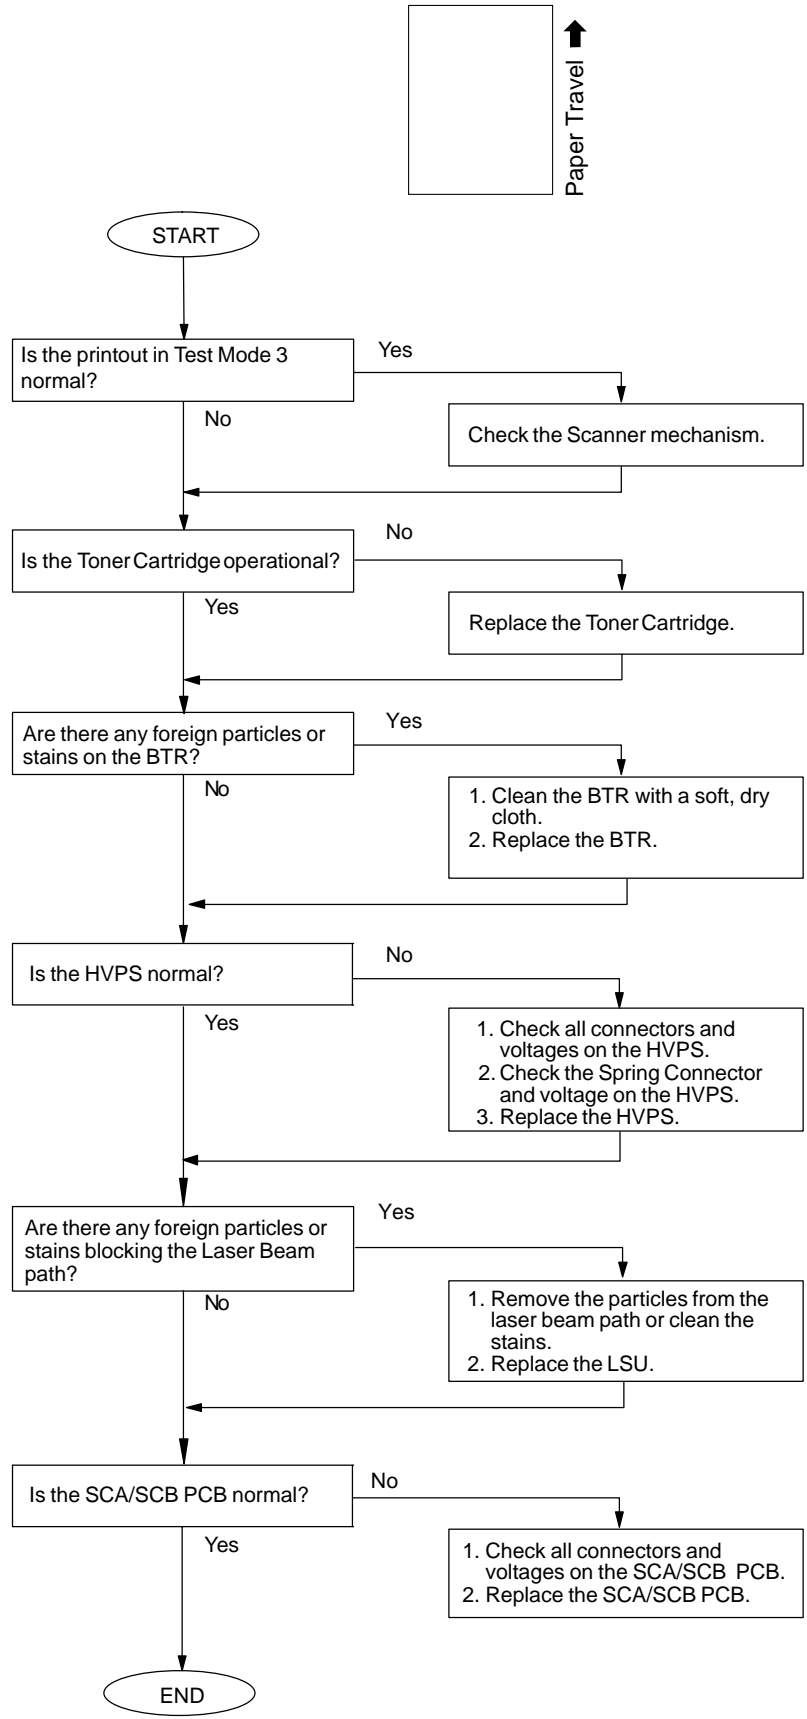 Paper Travel
START
Is the printout in Test Mode 3
normal?
Yes
No
Check the Scanner mechanism.
Is the Toner Cartridge operational?
No
Yes
Replace the Toner Cartridge.
Are there any foreign particles or
stains on the BTR?
Yes
No
1. Clean the BTR with a soft, dry
cloth.
2. Replace the BTR.
Is the HVPS normal?
No
Yes
1. Check all connectors and
voltages on the HVPS.
2. Check the Spring Connector
and voltage on the HVPS.
3. Replace the HVPS.
Are there any foreign particles or
stains blocking the Laser Beam
path?
Yes
No
1. Remove the particles from the
laser beam path or clean the
stains.
2. Replace the LSU.
Is the SCA/SCB PCB normal?
No
Yes
1. Check all connectors and
voltages on the SCA/SCB PCB.
2. Replace the SCA/SCB PCB.
END